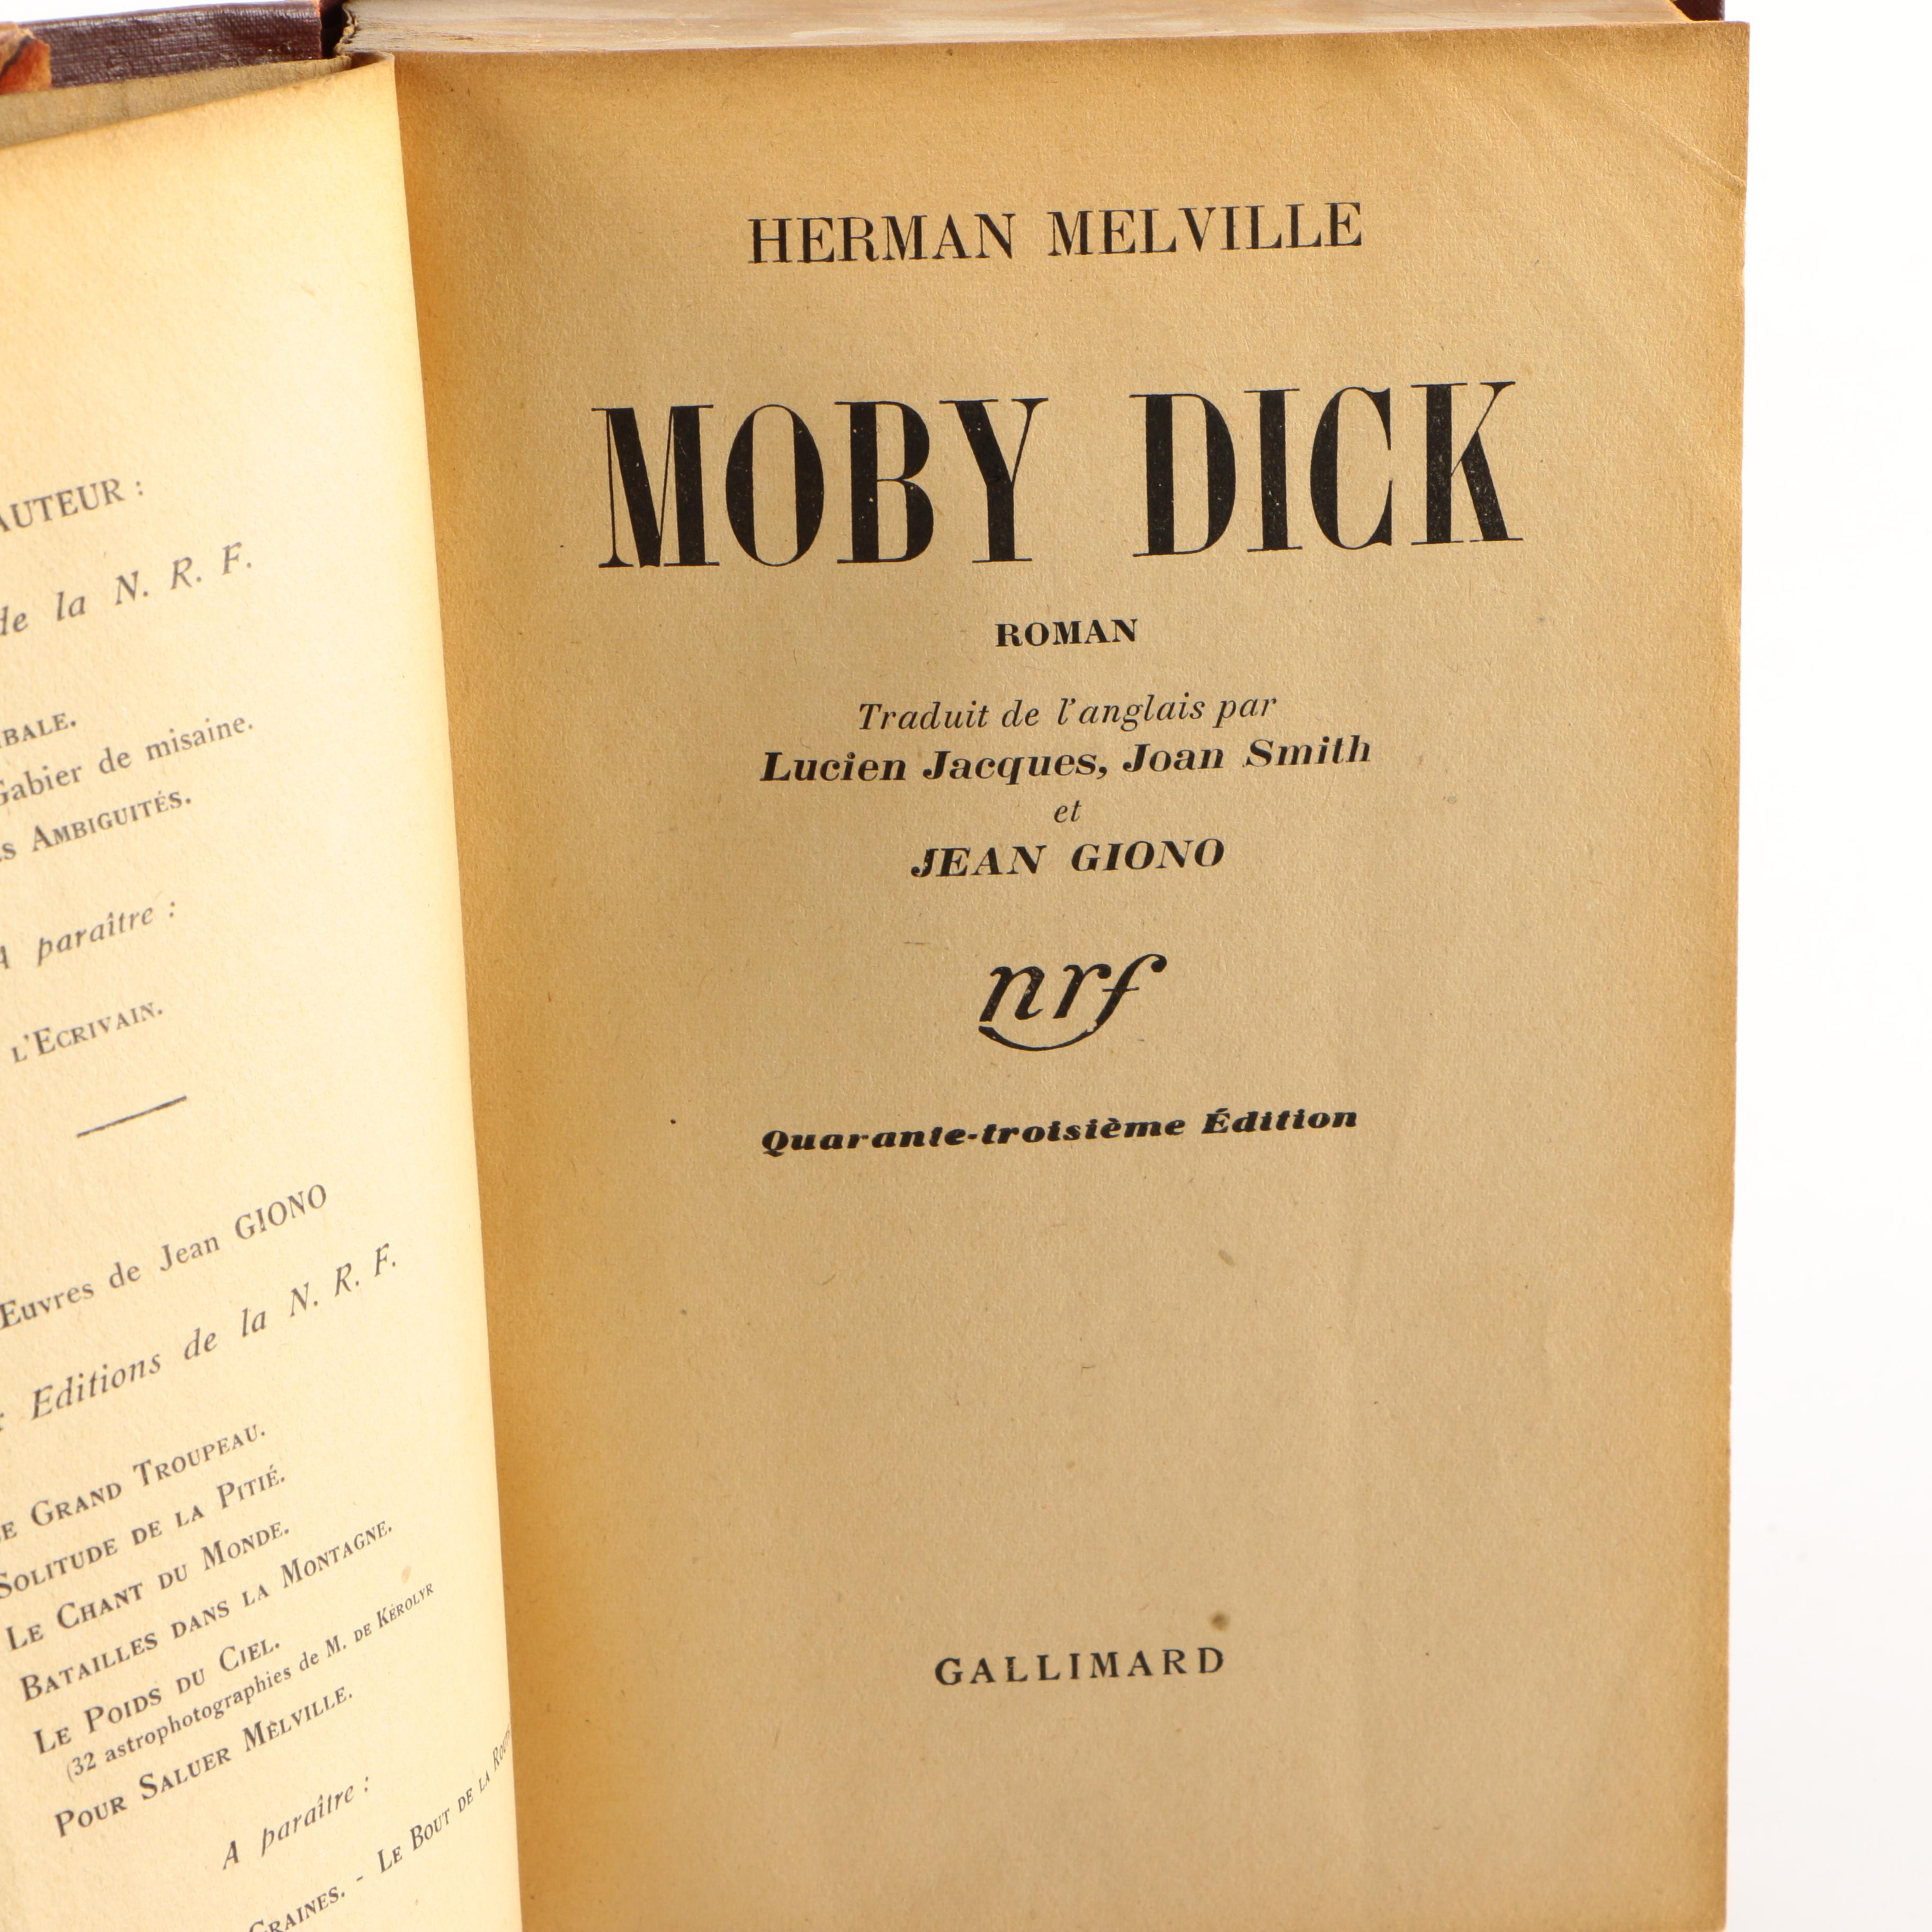 AUTEUR :
de la N. R. F.
Gabier de misaine.
AMBIGUITÉS.
A paraître :
L'ECRIVAIN.
Œuvres de Jean GIONO
Editions de la N. R. F.
GRAND TROUPEAU.
SOLITUDE DE LA PITIÉ.
LE CHANT DU MONDE.
BATAILLES DANS LA MONTAGNE.
LE POIDS DU CIEL.
(32 astrophotographies de M. DE KÉROLYR
POUR SALUER MELVILLE.
A paraître :
GRAINES. - LE BOUT DE LA
HERMAN MELVILLE
MOBY DICK
ROMAN
Traduit de l'anglais par
Lucien Jacques, Joan Smith
et
JEAN GIONO
nrf
Quarante-troisième Édition
GALLIMARD